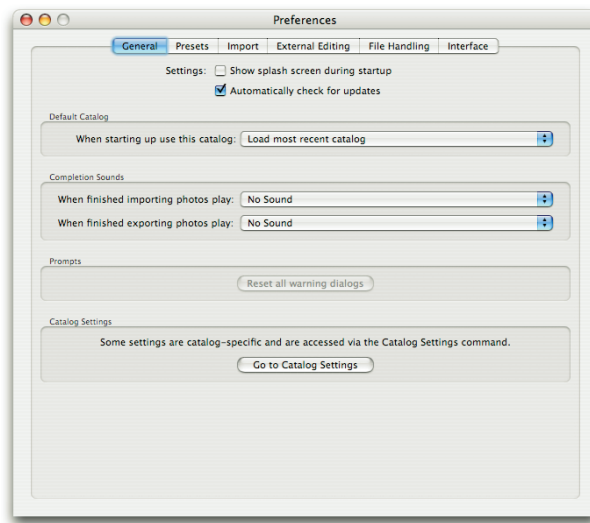 Preferences
General Presets Import External Editing File Handling Interface
Settings: Show splash screen during startup
Automatically check for updates
Default Catalog
When starting up use this catalog: Load most recent catalog
Completion Sounds
When finished importing photos play: No Sound
When finished exporting photos play: No Sound
Prompts
Reset all warning dialogs
Catalog Settings
Some settings are catalog-specific and are accessed via the Catalog Settings command.
Go to Catalog Settings